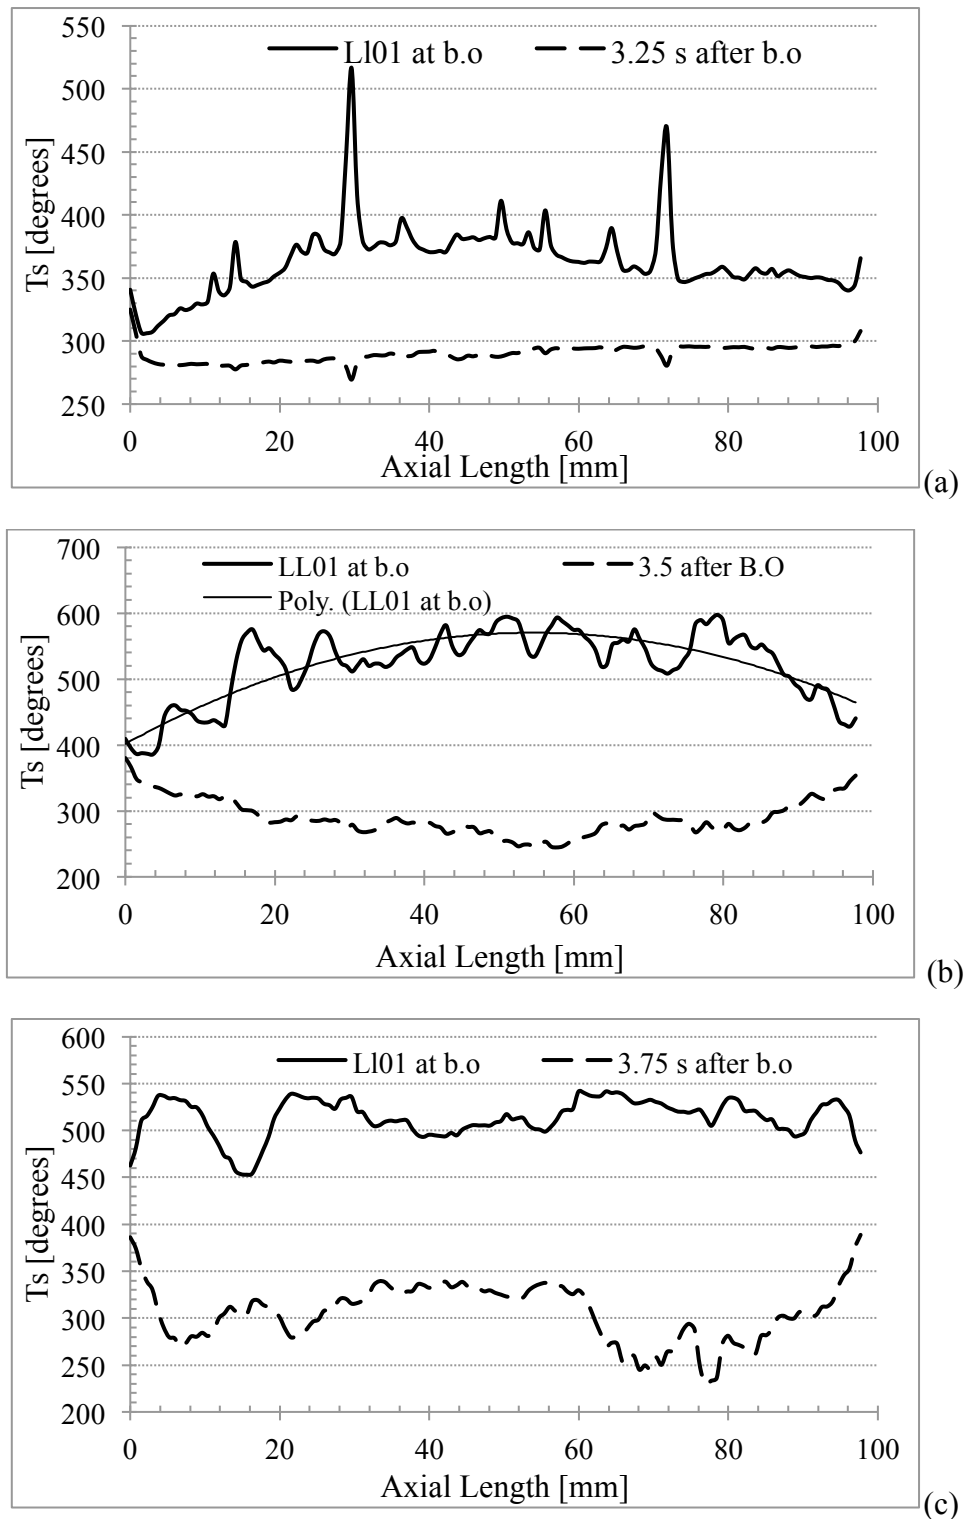 550
500
450
400
350
300
250
Ts [degrees]
Ll01 at b.o 3.25 s after b.o
0 20 40 60 80 100
Axial Length [mm]
(a)
700
600
500
400
300
200
Ts [degrees]
LL01 at b.o 3.5 after B.O
Poly. (LL01 at b.o)
0 20 40 60 80 100
Axial Length [mm]
(b)
600
550
500
450
400
350
300
250
200
Ts [degrees]
Ll01 at b.o 3.75 s after b.o
0 20 40 60 80 100
Axial Length [mm]
(c)